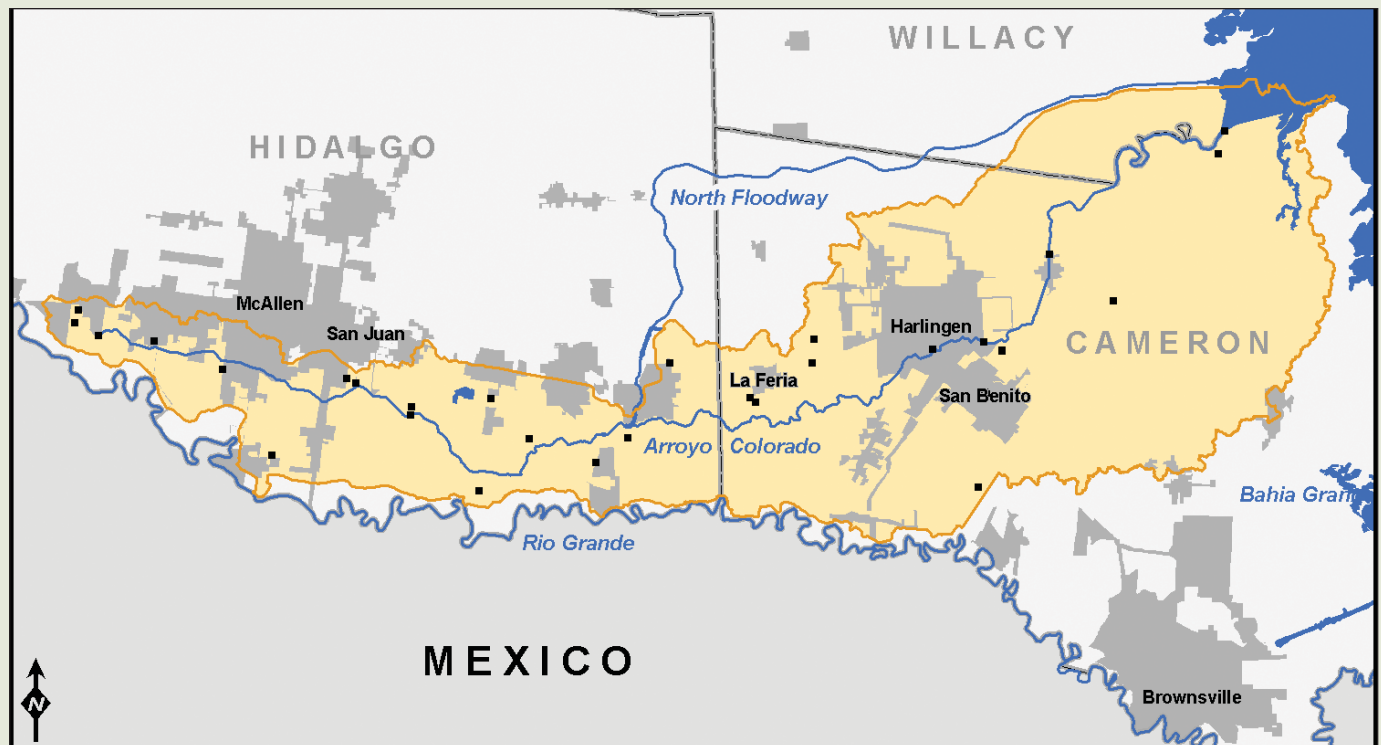 WILLACY
HIDALGO
North Floodway
McAllen
San Juan
Harlingen
CAMERON
La Feria
San Benito
Arroyo Colorado
Bahia Gran
Rio Grande
MEXICO
Brownsville
N